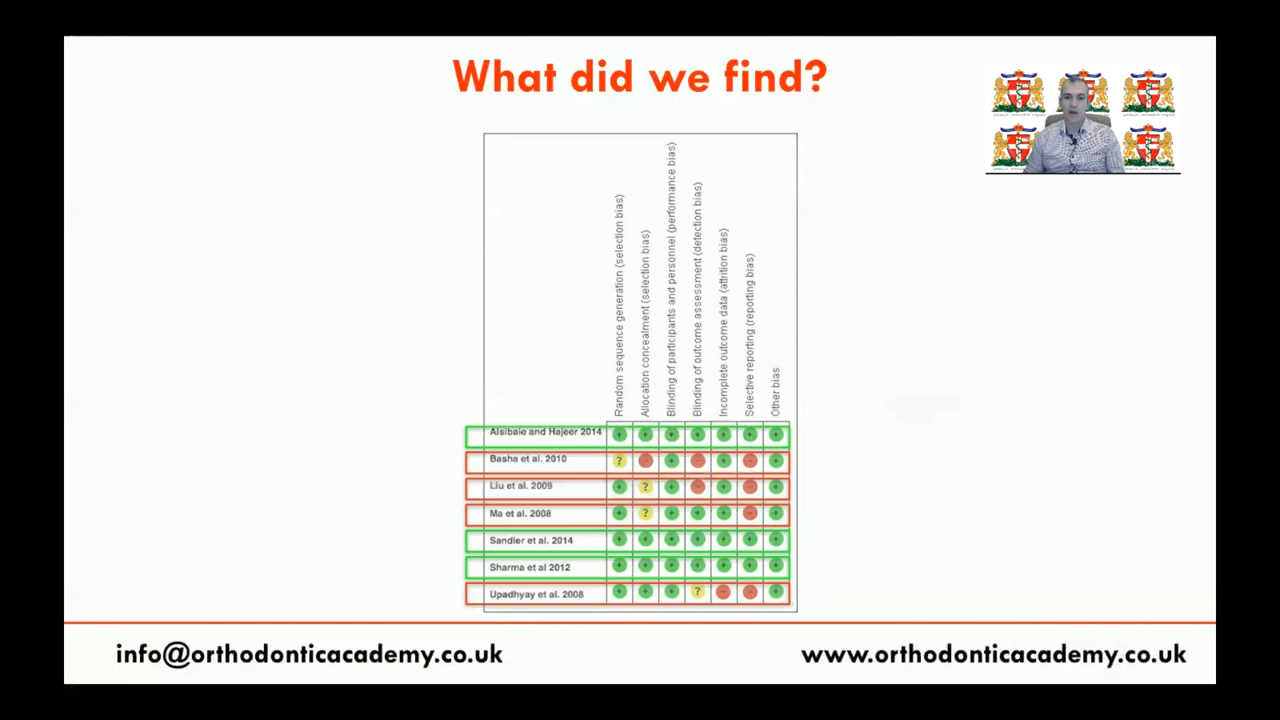 What did we find?
Random sequence generation (selection bias)
Allocation concealment (selection bias)
Blinding of participants and personnel (performance bias)
Blinding of outcome assessment (detection bias)
Incomplete outcome data (attrition bias)
Selective reporting (reporting bias)
Other bias
Alsibaie and Hajeer 2014 + + + + + + +
Basha et al. 2010 ? - + - + - +
Liu et al. 2009 + ? + - + - +
Ma et al. 2008 + ? + + + - +
Sandler et al. 2014 + + + + + + +
Sharma et al 2012 + + + + + + +
Upadhyay et al. 2008 + + + ? - - +
info@orthodonticacademy.co.uk
www.orthodonticacademy.co.uk